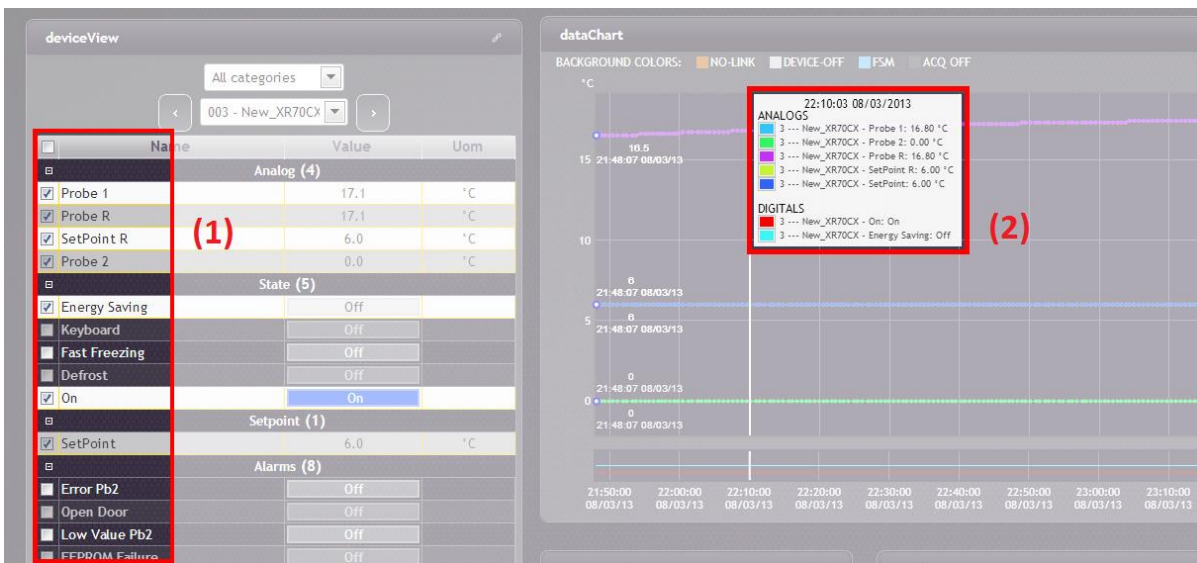 deviceView
All categories
003 - New_XR70CX
Name Value Uom
Analog (4)
Probe 1 17.1 °C
Probe R 17.1 °C
SetPoint R 6.0 °C
Probe 2 0.0 °C
(1)
State (5)
Energy Saving Off
Keyboard Off
Fast Freezing Off
Defrost Off
On On
Setpoint (1)
SetPoint 6.0 °C
Alarms (8)
Error Pb2 Off
Open Door Off
Low Value Pb2 Off
EEPROM Failure Off
dataChart
BACKGROUND COLORS: NO-LINK DEVICE-OFF FSM ACQ OFF
°C
22:10:03 08/03/2013
ANALOGS
3 --- New_XR70CX - Probe 1: 16.80 °C
3 --- New_XR70CX - Probe 2: 0.00 °C
3 --- New_XR70CX - Probe R: 16.80 °C
3 --- New_XR70CX - SetPoint R: 6.00 °C
3 --- New_XR70CX - SetPoint: 6.00 °C
DIGITALS
3 --- New_XR70CX - On: On
3 --- New_XR70CX - Energy Saving: Off
(2)
16.5
15 21:48:07 08/03/13
10
6
21:48:07 08/03/13
5 6
21:48:07 08/03/13
0
21:48:07 08/03/13
0
0
21:48:07 08/03/13
21:50:00 22:00:00 22:10:00 22:20:00 22:30:00 22:40:00 22:50:00 23:00:00 23:10:00
08/03/13 08/03/13 08/03/13 08/03/13 08/03/13 08/03/13 08/03/13 08/03/13 08/03/13